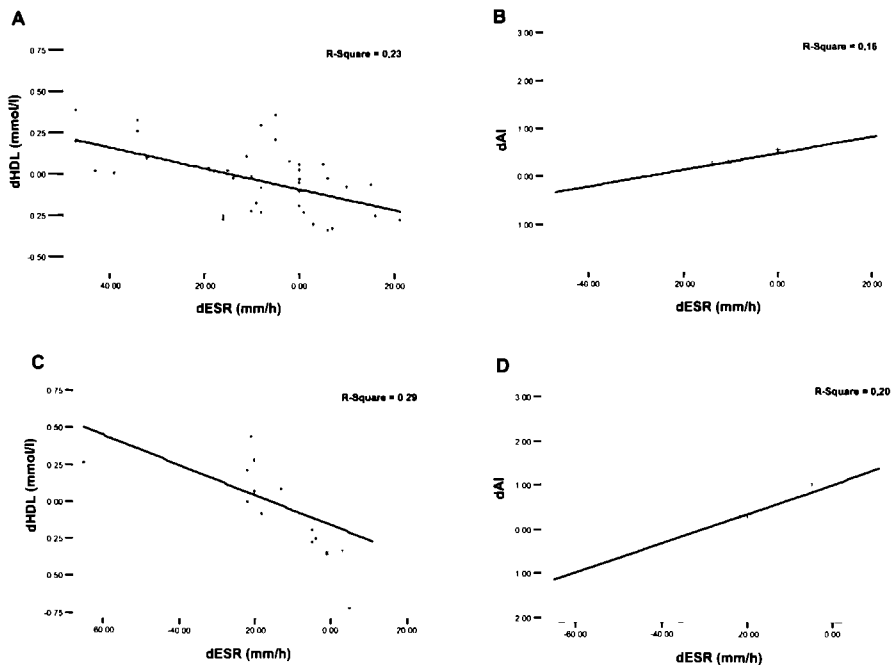 A
R-Square = 0,23
0.75
0.50
0.25
0.00
0.25
-0.50
dHDL (mmol/l)
40 00
20.00
0.00
20.00
dESR (mm/h)
B
R-Square = 0,16
3 00
2 00
1 00
0 00
1 00
dAI
-40 00
20 00
0.00
20.00
dESR (mm/h)
C
R-Square = 0 29
0 75
0.50
0.25
0 00
0 25
0.50
-0.75
dHDL (mmol/l)
60 00
-40 00
20 00
0 00
20 00
dESR (mm/h)
D
R-Square = 0,20
3 00
2 00
1 00
0 00
1 00
2 00
dAI
-60 00
-40 00
-20 00
0 00
dESR (mm/h)